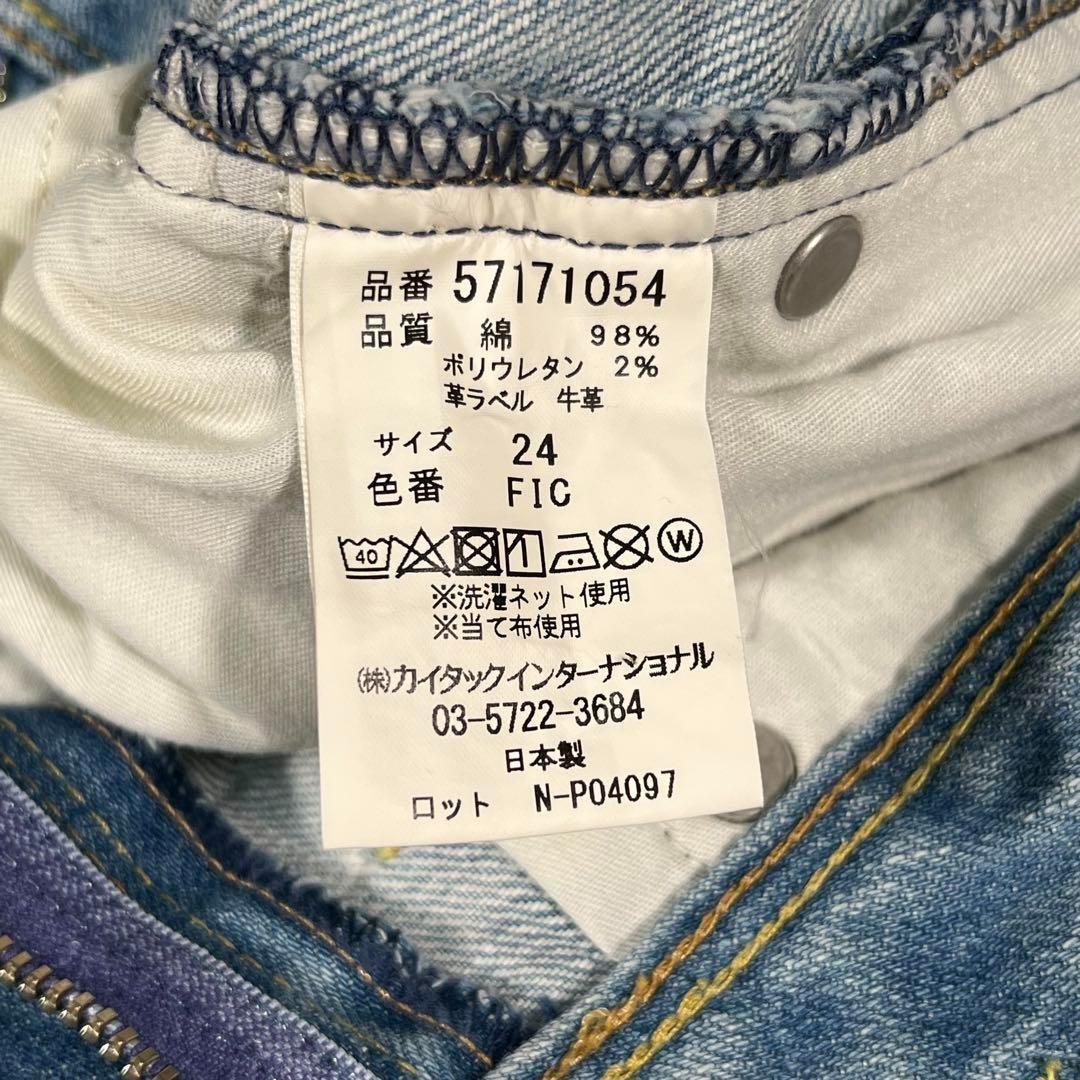 品番 57171054
品質 綿 98%
ポリウレタン 2%
革ラベル 牛革
サイズ 24
色番 FIC
40 W
※洗濯ネット使用
※当て布使用
㈱カイタックインターナショナル
03-5722-3684
日本製
ロット N-P04097